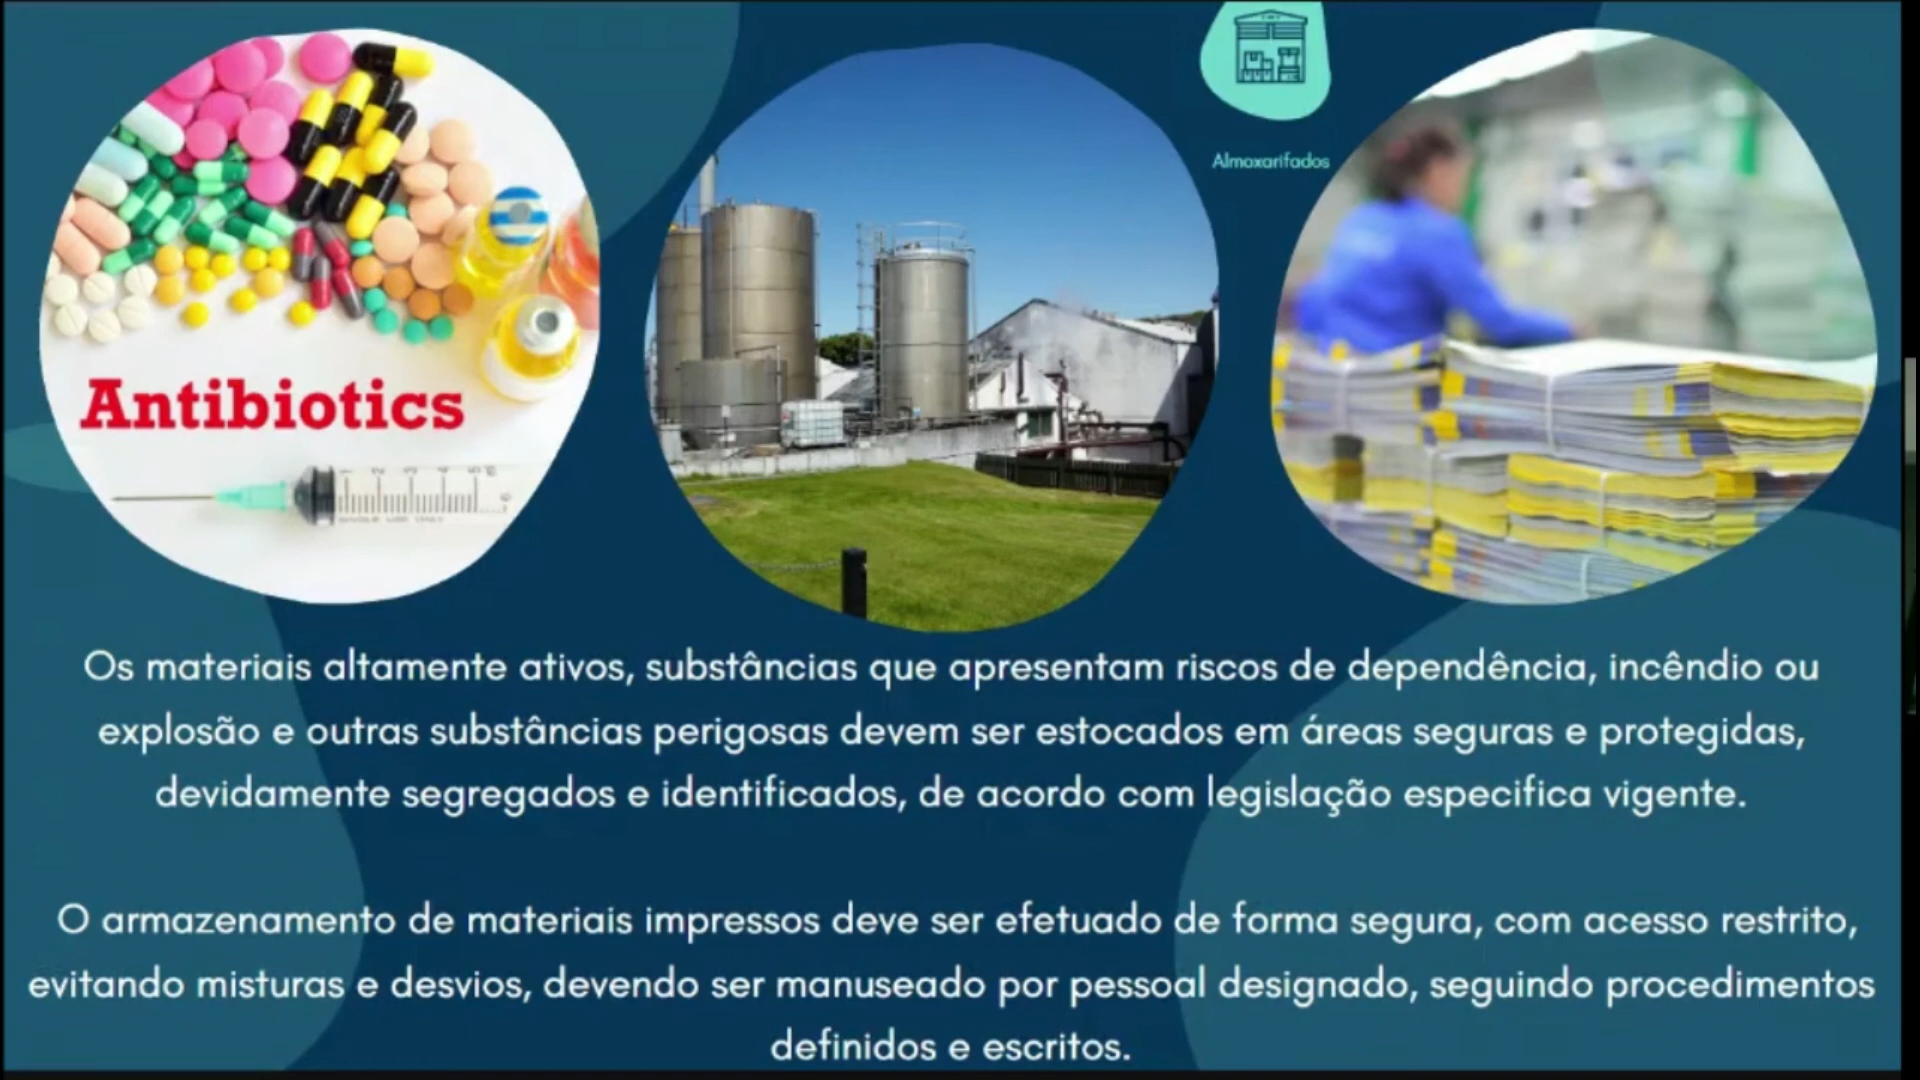 Almoxarifados
Antibiotics
Os materiais altamente ativos, substâncias que apresentam riscos de dependência, incêndio ou
explosão e outras substâncias perigosas devem ser estocados em áreas seguras e protegidas,
devidamente segregados e identificados, de acordo com legislação especifica vigente.
O armazenamento de materiais impressos deve ser efetuado de forma segura, com acesso restrito,
evitando misturas e desvios, devendo ser manuseado por pessoal designado, seguindo procedimentos
definidos e escritos.